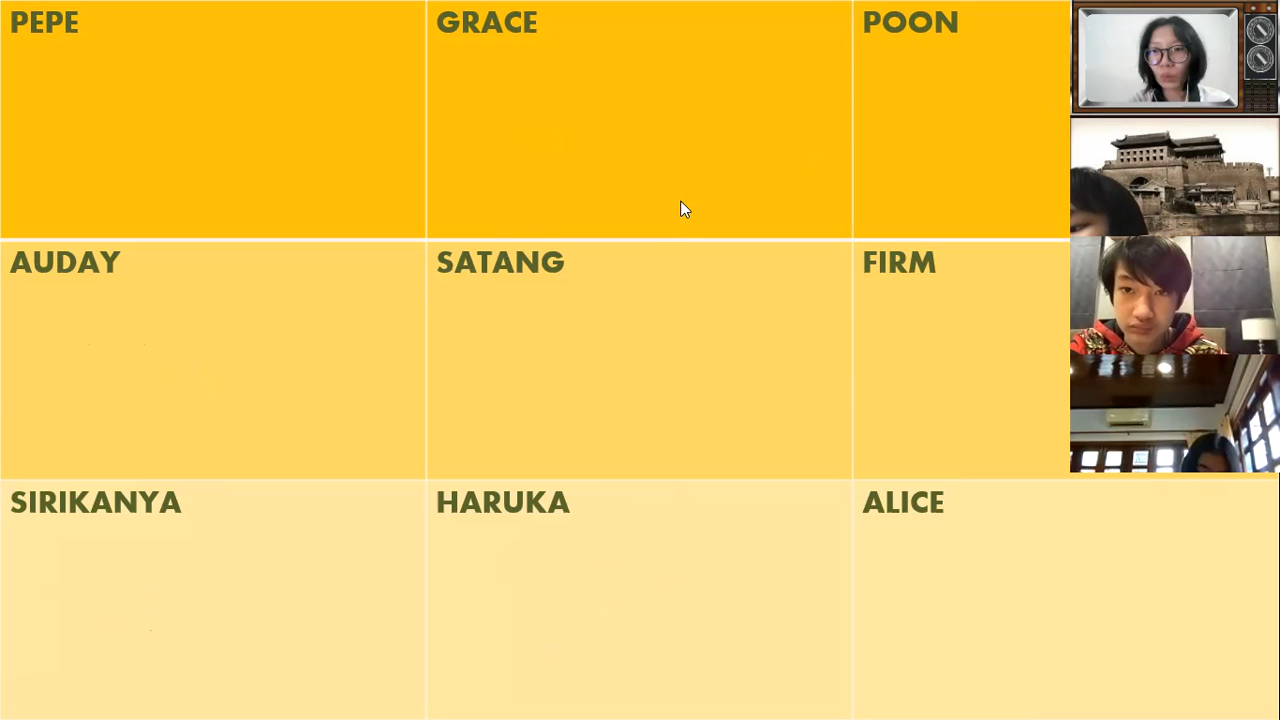 PEPE
GRACE
POON
AUDAY
SATANG
FIRM
SIRIKANYA
HARUKA
ALICE